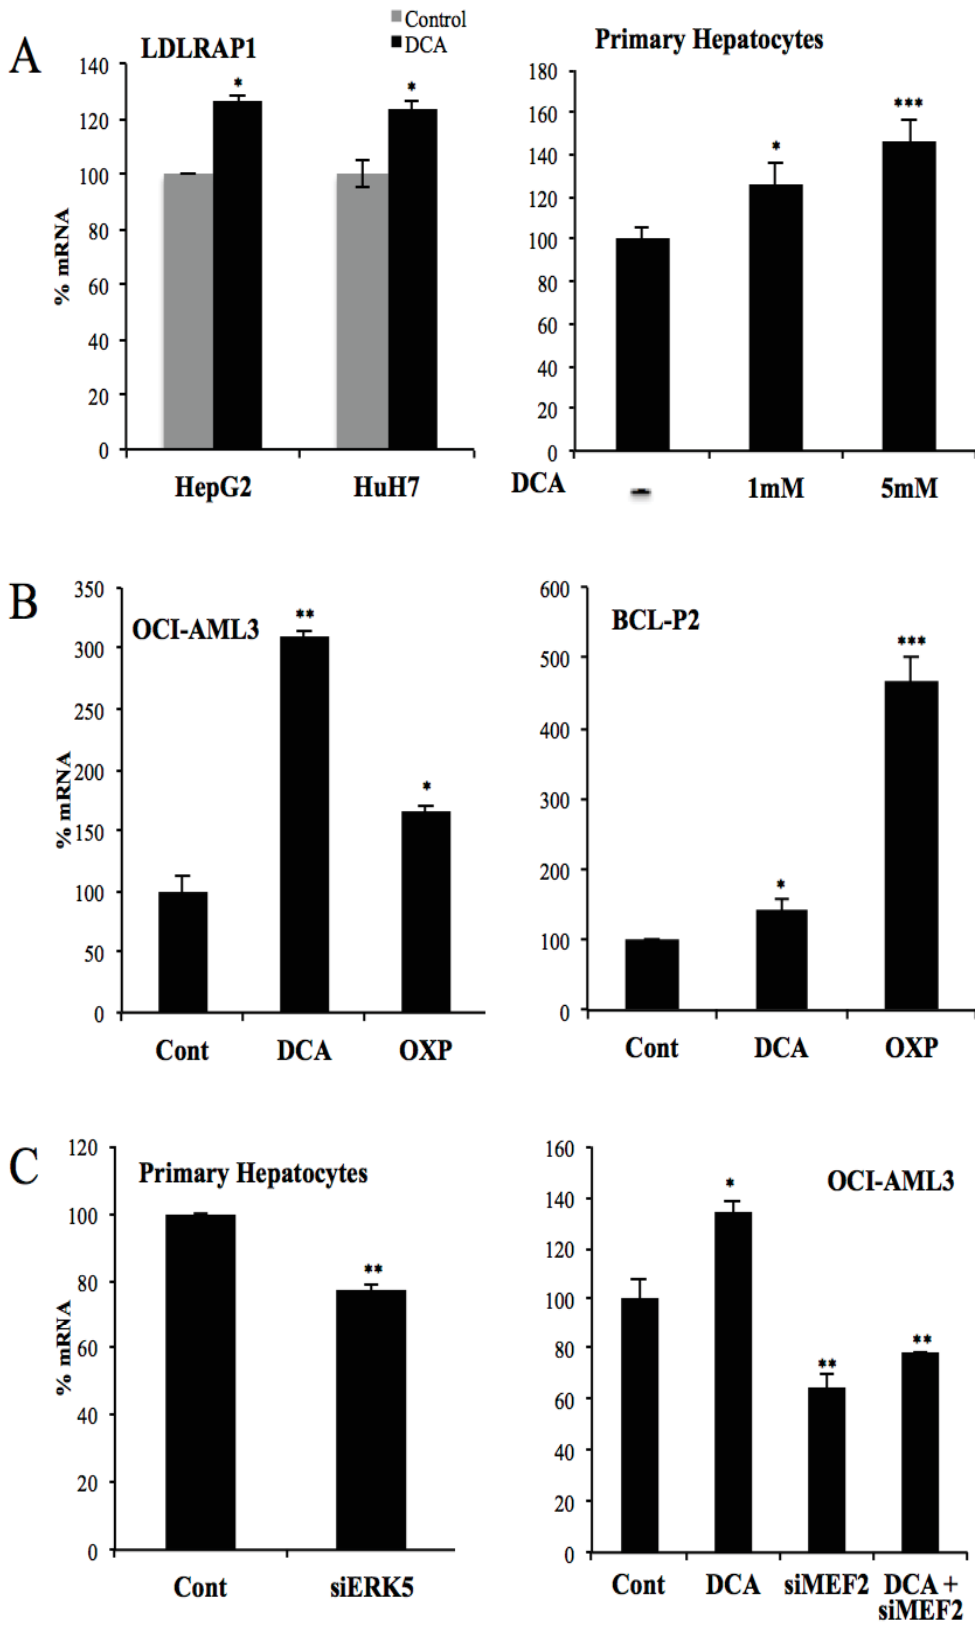 A
LDLRAP1
Control
DCA
% mRNA
140
120
100
80
60
40
20
0
HepG2
HuH7
*
*
Primary Hepatocytes
180
160
140
120
100
80
60
40
20
0
*
***
DCA
-
1mM
5mM
B
OCI-AML3
% mRNA
350
300
250
200
150
100
50
0
**
*
Cont
DCA
OXP
BCL-P2
600
500
400
300
200
100
0
*
***
Cont
DCA
OXP
C
Primary Hepatocytes
% mRNA
120
100
80
60
40
20
0
**
Cont
siERK5
OCI-AML3
160
140
120
100
80
60
40
20
0
*
**
**
Cont
DCA
siMEF2
DCA +
siMEF2